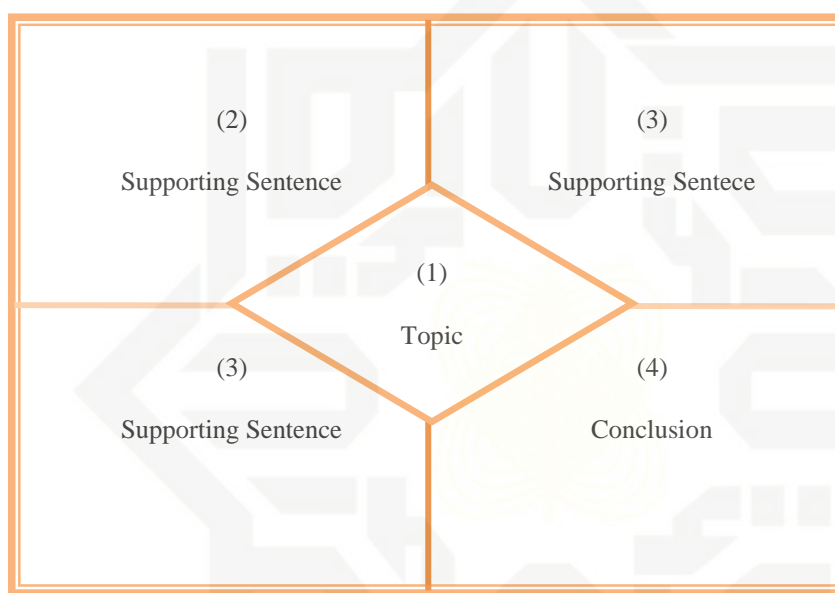 (2)
Supporting Sentence
(3)
Supporting Sentece
(1)
Topic
(3)
Supporting Sentence
(4)
Conclusion